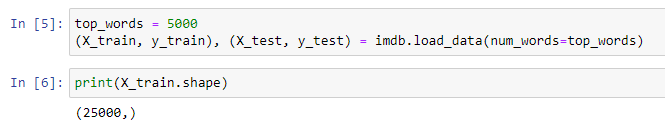 In [5]: top_words = 5000
(X_train, y_train), (X_test, y_test) = imdb.load_data(num_words=top_words)
In [6]: print(X_train.shape)
(25000,)